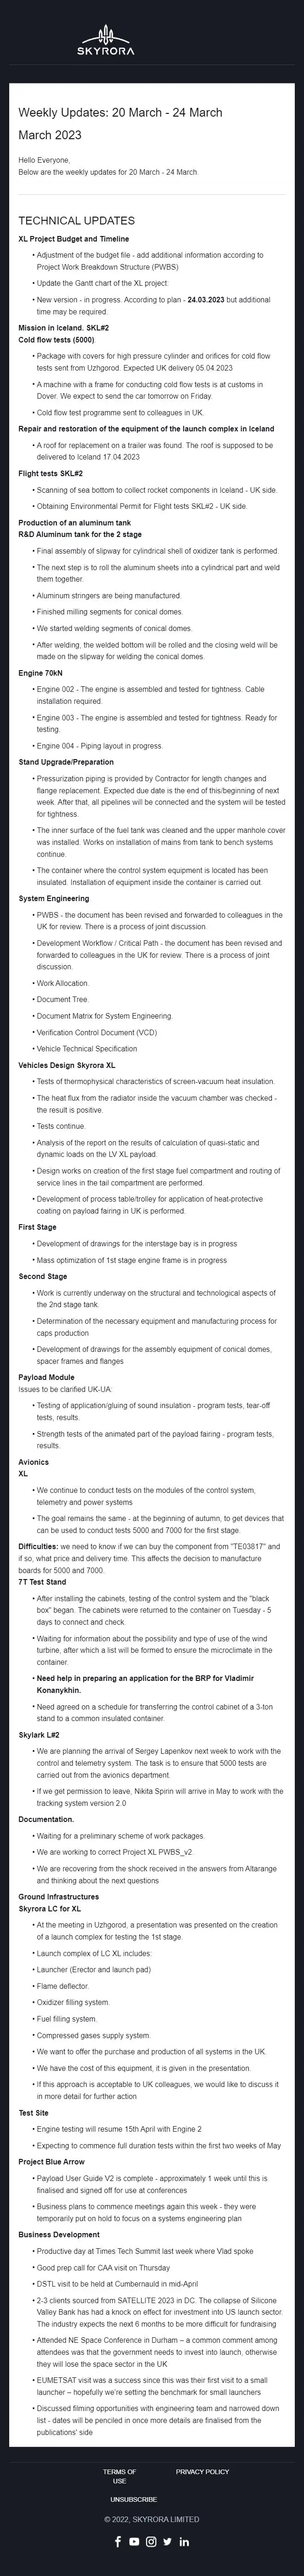 SKYRORA
Weekly Updates: 20 March - 24 March
March 2023
Hello Everyone,
Below are the weekly updates for 20 March - 24 March.
TECHNICAL UPDATES
XL Project Budget and Timeline
• Adjustment of the budget file - add additional information according to
Project Work Breakdown Structure (PWBS)
• Update the Gantt chart of the XL project:
• New version - in progress. According to plan - 24.03.2023 but additional
time may be required.
Mission in Iceland. SKL#2
Cold flow tests (5000)
• Package with covers for high pressure cylinder and orifices for cold flow
tests sent from Uzhgorod. Expected UK delivery 05.04.2023
• A machine with a frame for conducting cold flow tests is at customs in
Dover. We expect to send the car tomorrow on Friday.
• Cold flow test programme sent to colleagues in UK.
Repair and restoration of the equipment of the launch complex in Iceland
• A roof for replacement on a trailer was found. The roof is supposed to be
delivered to Iceland 17.04.2023
Flight tests SKL#2
• Scanning of sea bottom to collect rocket components in Iceland - UK side.
• Obtaining Environmental Permit for Flight tests SKL#2 - UK side.
Production of an aluminum tank
R&D Aluminum tank for the 2 stage
• Final assembly of slipway for cylindrical shell of oxidizer tank is performed.
• The next step is to roll the aluminum sheets into a cylindrical part and weld
them together.
• Aluminum stringers are being manufactured.
• Finished milling segments for conical domes.
• We started welding segments of conical domes.
• After welding, the welded bottom will be rolled and the closing weld will be
made on the slipway for welding the conical domes.
Engine 70kN
• Engine 002 - The engine is assembled and tested for tightness. Cable
installation required.
• Engine 003 - The engine is assembled and tested for tightness. Ready for
testing.
• Engine 004 - Piping layout in progress.
Stand Upgrade/Preparation
• Pressurization piping is provided by Contractor for length changes and
flange replacement. Expected due date is the end of this/beginning of next
week. After that, all pipelines will be connected and the system will be tested
for tightness.
• The inner surface of the fuel tank was cleaned and the upper manhole cover
was installed. Works on installation of mains from tank to bench systems
continue.
• The container where the control system equipment is located has been
insulated. Installation of equipment inside the container is carried out.
System Engineering
• PWBS - the document has been revised and forwarded to colleagues in the
UK for review. There is a process of joint discussion.
• Development Workflow / Critical Path - the document has been revised and
forwarded to colleagues in the UK for review. There is a process of joint
discussion.
• Work Allocation.
• Document Tree.
• Document Matrix for System Engineering.
• Verification Control Document (VCD)
• Vehicle Technical Specification
Vehicles Design Skyrora XL
• Tests of thermophysical characteristics of screen-vacuum heat insulation.
• The heat flux from the radiator inside the vacuum chamber was checked -
the result is positive.
• Tests continue.
• Analysis of the report on the results of calculation of quasi-static and
dynamic loads on the LV XL payload.
• Design works on creation of the first stage fuel compartment and routing of
service lines in the tail compartment are performed.
• Development of process table/trolley for application of heat-protective
coating on payload fairing in UK is performed.
First Stage
• Development of drawings for the interstage bay is in progress
• Mass optimization of 1st stage engine frame is in progress
Second Stage
• Work is currently underway on the structural and technological aspects of
the 2nd stage tank.
• Determination of the necessary equipment and manufacturing process for
caps production
• Development of drawings for the assembly equipment of conical domes,
spacer frames and flanges
Payload Module
Issues to be clarified UK-UA:
• Testing of application/gluing of sound insulation - program tests, tear-off
tests, results.
• Strength tests of the animated part of the payload fairing - program tests,
results.
Avionics
XL
• We continue to conduct tests on the modules of the control system,
telemetry and power systems
• The goal remains the same - at the beginning of autumn, to get devices that
can be used to conduct tests 5000 and 7000 for the first stage.
Difficulties: we need to know if we can buy the component from "TE03817" and
if so, what price and delivery time. This affects the decision to manufacture
boards for 5000 and 7000.
7T Test Stand
• After installing the cabinets, testing of the control system and the "black
box" began. The cabinets were returned to the container on Tuesday - 5
days to connect and check.
• Waiting for information about the possibility and type of use of the wind
turbine, after which a list will be formed to ensure the microclimate in the
container.
• Need help in preparing an application for the BRP for Vladimir
Konanykhin.
• Need agreed on a schedule for transferring the control cabinet of a 3-ton
stand to a common insulated container.
Skylark L#2
• We are planning the arrival of Sergey Lapenkov next week to work with the
control and telemetry system. The task is to ensure that 5000 tests are
carried out from the avionics department.
• If we get permission to leave, Nikita Spirin will arrive in May to work with the
tracking system version 2.0
Documentation.
• Waiting for a preliminary scheme of work packages.
• We are working to correct Project XL PWBS_v2.
• We are recovering from the shock received in the answers from Altarange
and thinking about the next questions
Ground Infrastructures
Skyrora LC for XL
• At the meeting in Uzhgorod, a presentation was presented on the creation
of a launch complex for testing the 1st stage.
• Launch complex of LC XL includes:
• Launcher (Erector and launch pad)
• Flame deflector.
• Oxidizer filling system.
• Fuel filling system.
• Compressed gases supply system.
• We want to offer the purchase and production of all systems in the UK.
• We have the cost of this equipment, it is given in the presentation.
• If this approach is acceptable to UK colleagues, we would like to discuss it
in more detail for further action
Test Site
• Engine testing will resume 15th April with Engine 2
• Expecting to commence full duration tests within the first two weeks of May
Project Blue Arrow
• Payload User Guide V2 is complete - approximately 1 week until this is
finalised and signed off for use at conferences
• Business plans to commence meetings again this week - they were
temporarily put on hold to focus on a systems engineering plan
Business Development
• Productive day at Times Tech Summit last week where Vlad spoke
• Good prep call for CAA visit on Thursday
• DSTL visit to be held at Cumbernauld in mid-April
• 2-3 clients sourced from SATELLITE 2023 in DC. The collapse of Silicon
Valley Bank has had a knock on effect for investment into US launch sector.
The industry expects the next 6 months to be more difficult for fundraising
• Attended NE Space Conference in Durham – a common comment among
attendees was that the government needs to invest into launch, otherwise
they will lose the space sector in the UK
• EUMETSAT visit was a success since this was their first visit to a small
launcher – hopefully we're setting the benchmark for small launchers
• Discussed filming opportunities with engineering team and narrowed down
list - dates will be penciled in once more details are finalised from the
publications' side
TERMS OF
USE
PRIVACY POLICY
UNSUBSCRIBE
© 2022, SKYRORA LIMITED